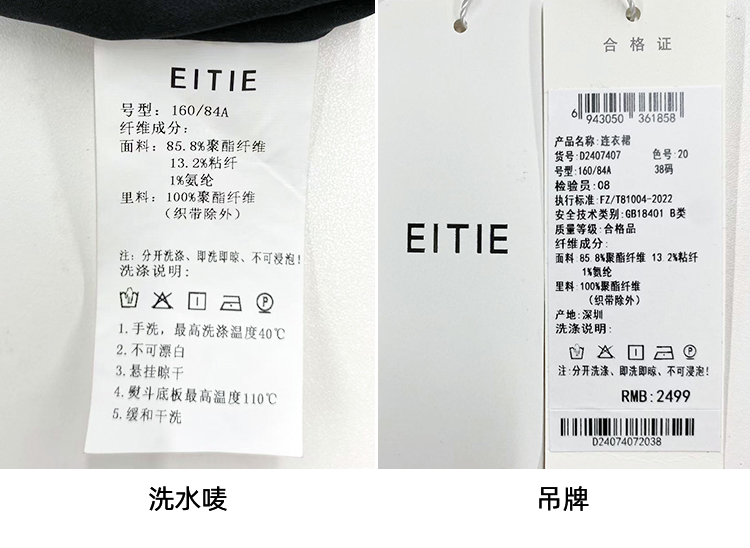 EITIE
号型: 160/84A
纤维成分:
面料: 85.8%聚酯纤维
13.2%粘纤
1%氨纶
里料: 100%聚酯纤维
(织带除外)
注: 分开洗涤、即洗即晾、不可浸泡!
洗涤说明:
1.手洗, 最高洗涤温度40℃
2.不可漂白
3.悬挂晾干
4.熨斗底板最高温度110℃
5.缓和干洗
洗水唛
EITIE
合格证
6 943050 361858
产品名称:连衣裙
货号:D2407407 色号:20
号型:160/84A 38码
检验员:08
执行标准:FZ/T81004-2022
安全技术类别:GB18401 B类
质量等级:合格品
纤维成分:
面料:85.8%聚酯纤维 13.2%粘纤
1%氨纶
里料:100%聚酯纤维
(织带除外)
产地:深圳
洗涤说明:
注:分开洗涤、即洗即晾、不可浸泡!
RMB:2499
D24074072038
吊牌